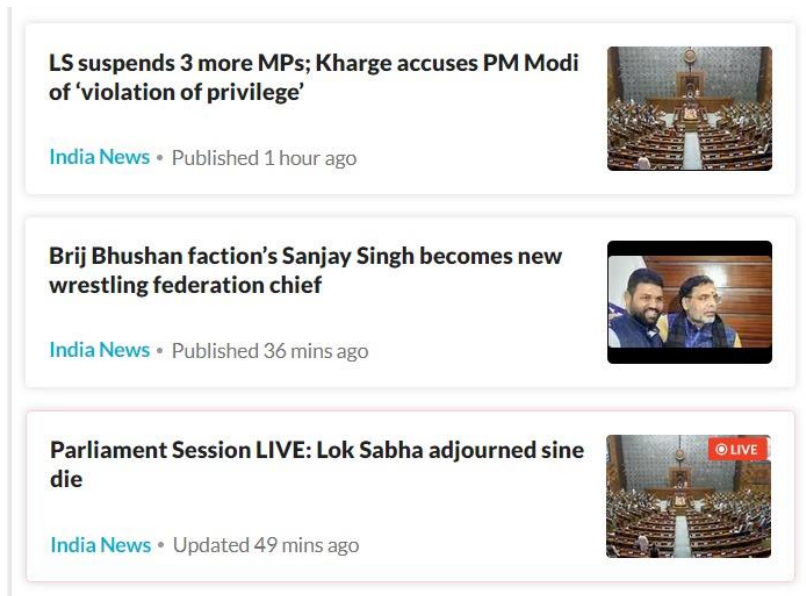 LS suspends 3 more MPs; Kharge accuses PM Modi
of ‘violation of privilege’
India News • Published 1 hour ago
Brij Bhushan faction’s Sanjay Singh becomes new
wrestling federation chief
India News • Published 36 mins ago
Parliament Session LIVE: Lok Sabha adjourned sine
die
LIVE
India News • Updated 49 mins ago